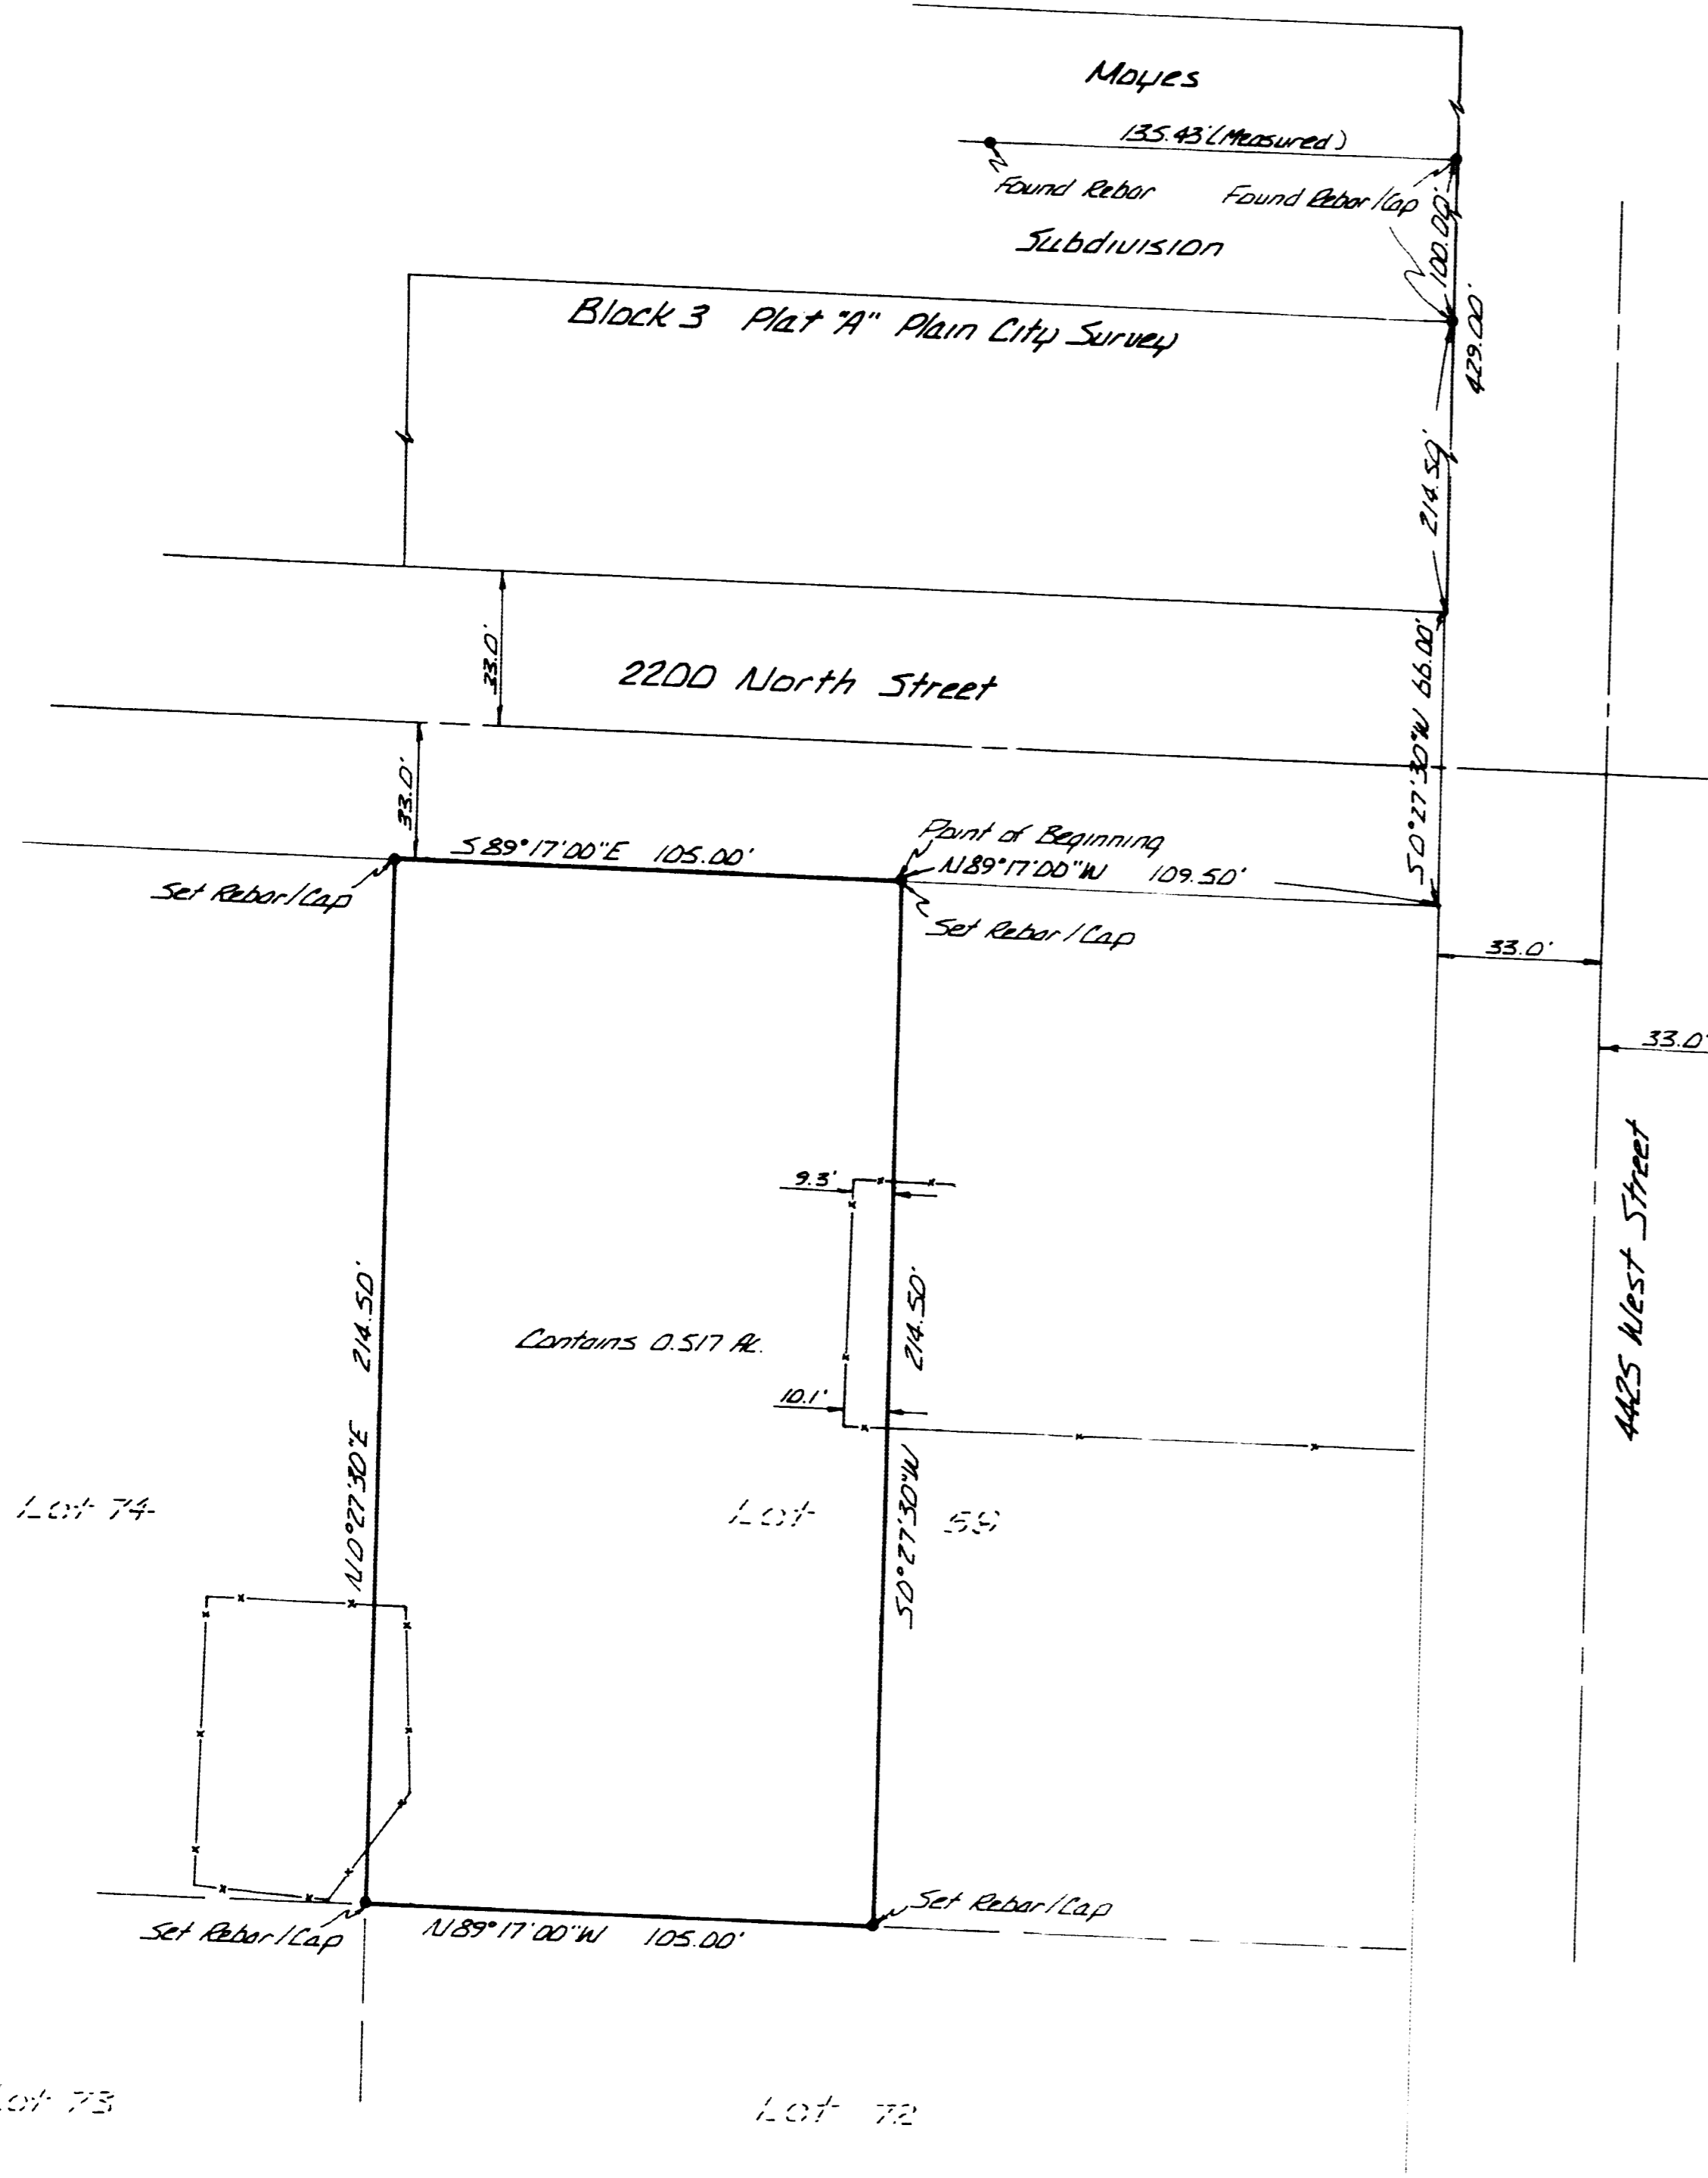 Moyes
135.43' (Measured)
Found Rebar
Found Rebar/Cap
100.00'
Subdivision
Block 3 Plat "A" Plain City Survey
429.00'
214.50'
33.0'
2200 North Street
S0°27'30"W 66.00'
33.0'
S89°17'00"E 105.00'
Point of Beginning
N89°17'00"W 109.50'
Set Rebar/Cap
Set Rebar/Cap
33.0'
33.0'
9.3'
4425 West Street
N0°27'30"E 214.50'
Contains 0.517 Ac.
S0°27'30"W 214.50'
10.1'
Lot 74
Lot 59
Set Rebar/Cap
N89°17'00"W 105.00'
Set Rebar/Cap
Lot 73
Lot 72